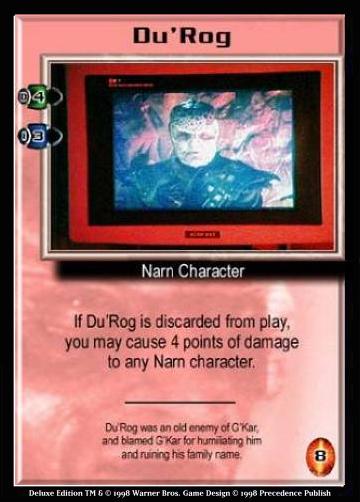 Du'Rog
D 4
I 3
Narn Character
If Du'Rog is discarded from play,
you may cause 4 points of damage
to any Narn character.
Du'Rog was an old enemy of G'Kar,
and blamed G'Kar for humiliating him
and ruining his family name.
8
Deluxe Edition TM & © 1998 Warner Bros. Game Design © 1998 Precedence Publish